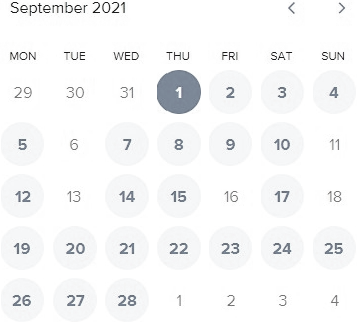 September 2021
MON TUE WED THU FRI SAT SUN
29 30 31 1 2 3 4
5 6 7 8 9 10 11
12 13 14 15 16 17 18
19 20 21 22 23 24 25
26 27 28 1 2 3 4